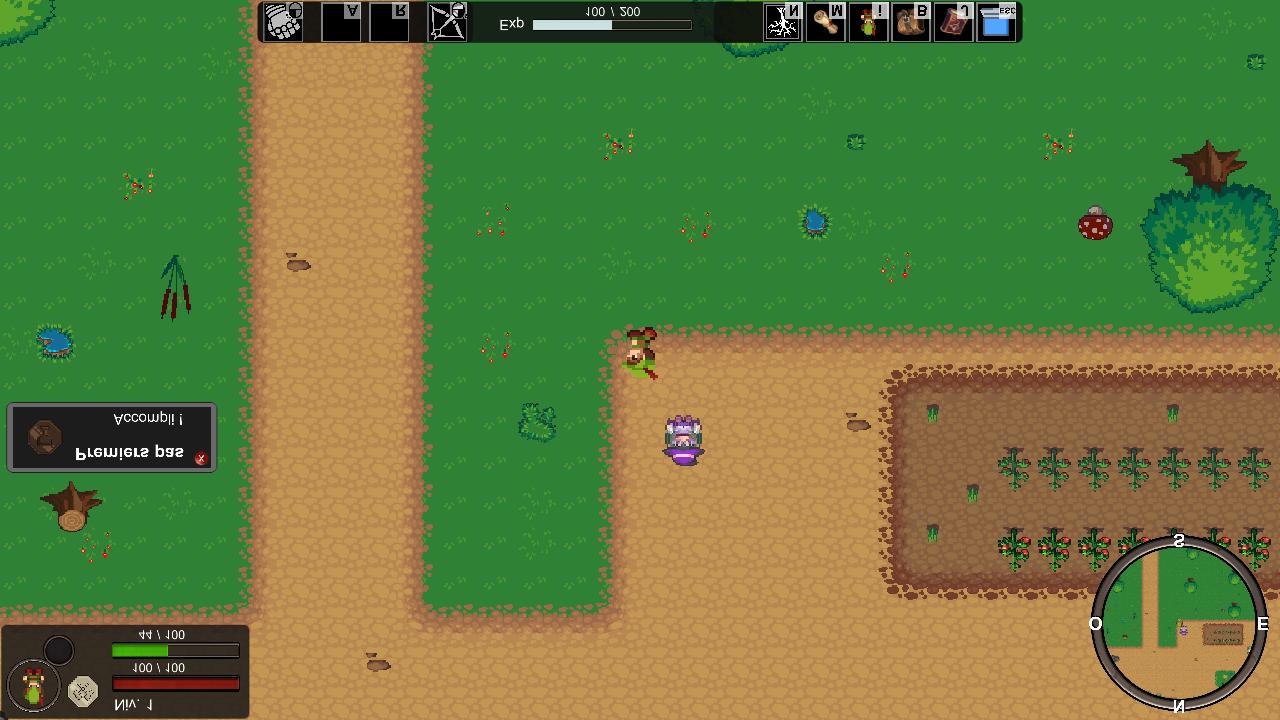 Niv. 1
100 / 100
44 / 100
N
O
E
S
Premiers pas
Accompli !
A
R
Exp
100 / 200
N
M
i
B
J
ESC